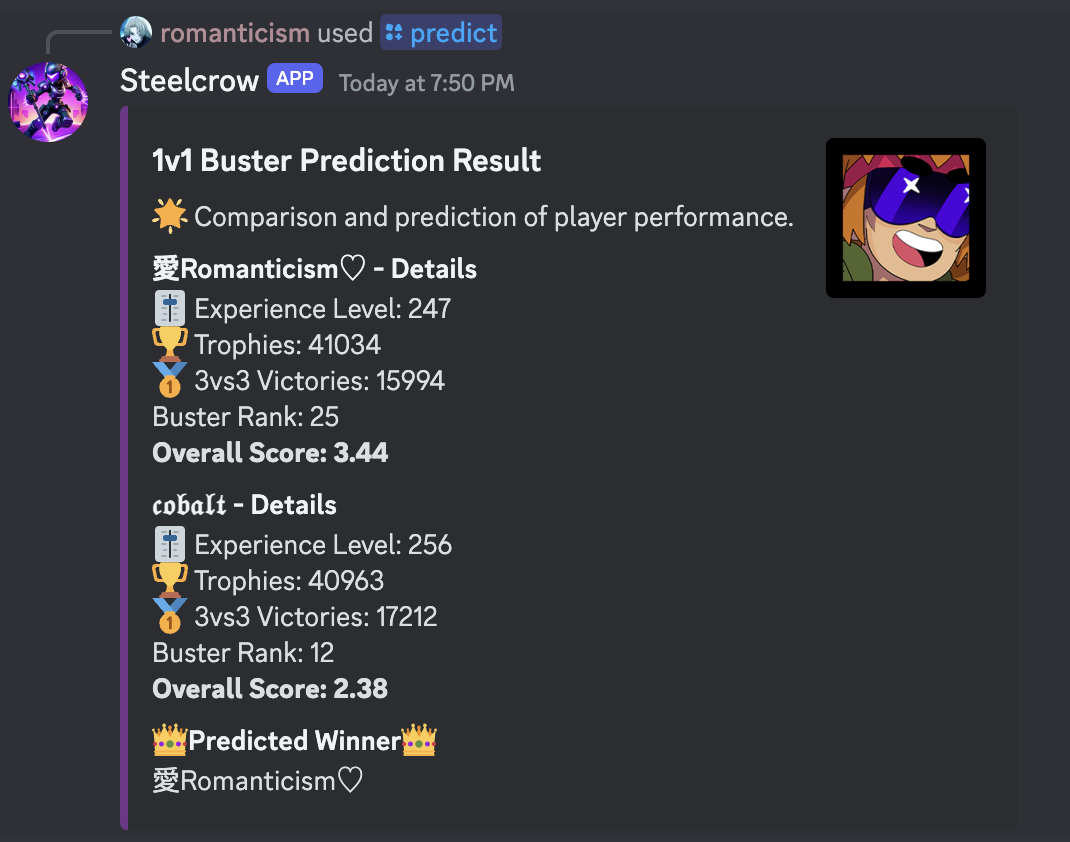 romanticism used predict
Steelcrow APP Today at 7:50 PM
1v1 Buster Prediction Result
🌟 Comparison and prediction of player performance.
愛Romanticism♡ - Details
🎚️ Experience Level: 247
🏆 Trophies: 41034
🥇 3vs3 Victories: 15994
Buster Rank: 25
Overall Score: 3.44
𝖈𝖔𝖇𝖆𝖑𝖙 - Details
🎚️ Experience Level: 256
🏆 Trophies: 40963
🥇 3vs3 Victories: 17212
Buster Rank: 12
Overall Score: 2.38
👑Predicted Winner👑
愛Romanticism♡